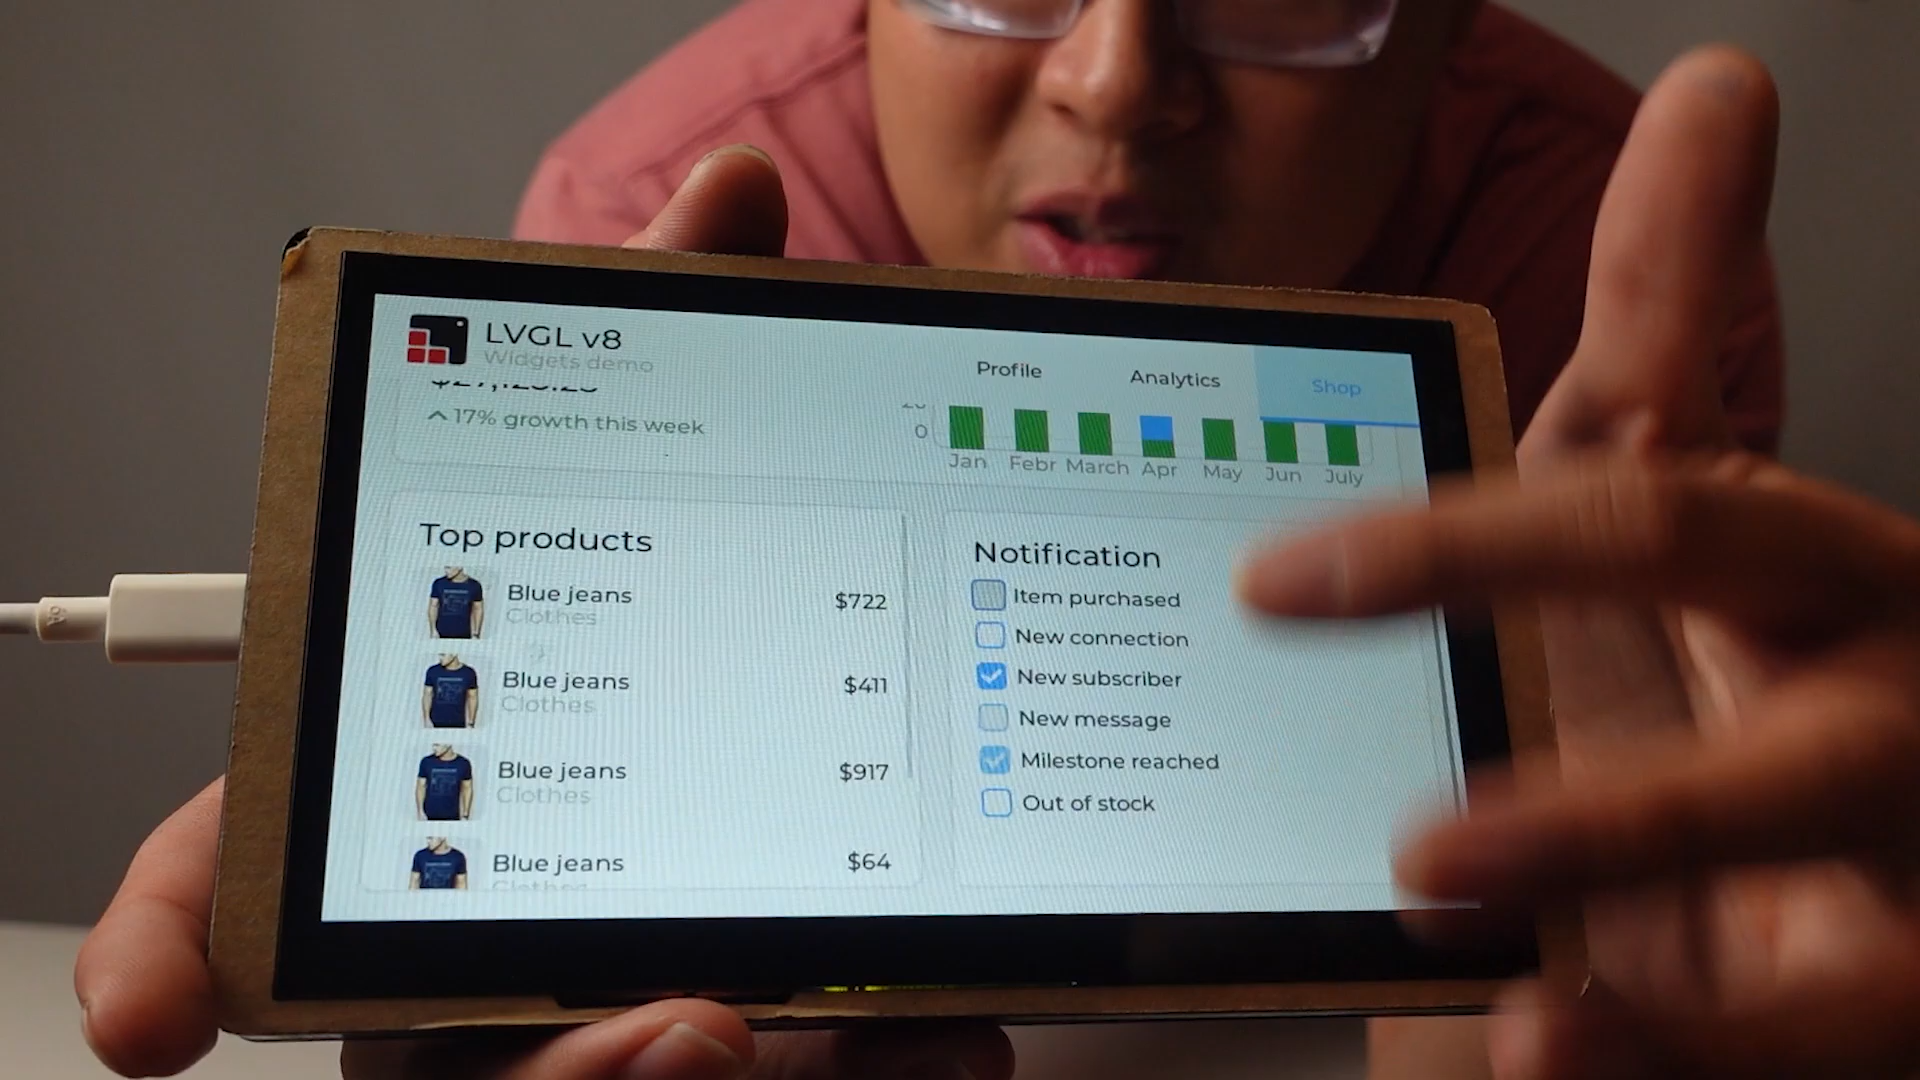 LVGL v8
Widgets demo
Profile
Analytics
Shop
17% growth this week
0
Jan
Febr
March
Apr
May
Jun
July
Top products
Blue jeans
Clothes
$722
Blue jeans
Clothes
$411
Blue jeans
Clothes
$917
Blue jeans
Clothes
$64
Notification
Item purchased
New connection
New subscriber
New message
Milestone reached
Out of stock
6A